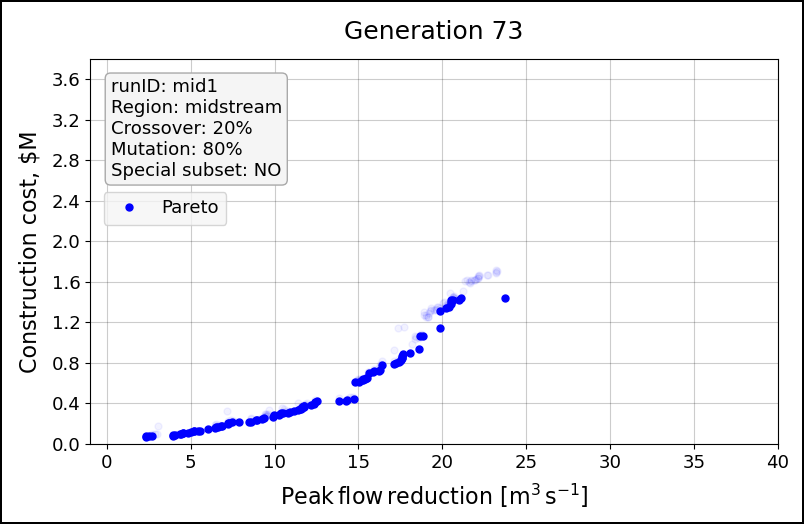 Generation 73
3.6
3.2
2.8
2.4
2.0
1.6
1.2
0.8
0.4
0.0
Construction cost, $M
runID: mid1
Region: midstream
Crossover: 20%
Mutation: 80%
Special subset: NO
Pareto
0 5 10 15 20 25 30 35 40
Peak flow reduction [m³ s⁻¹]